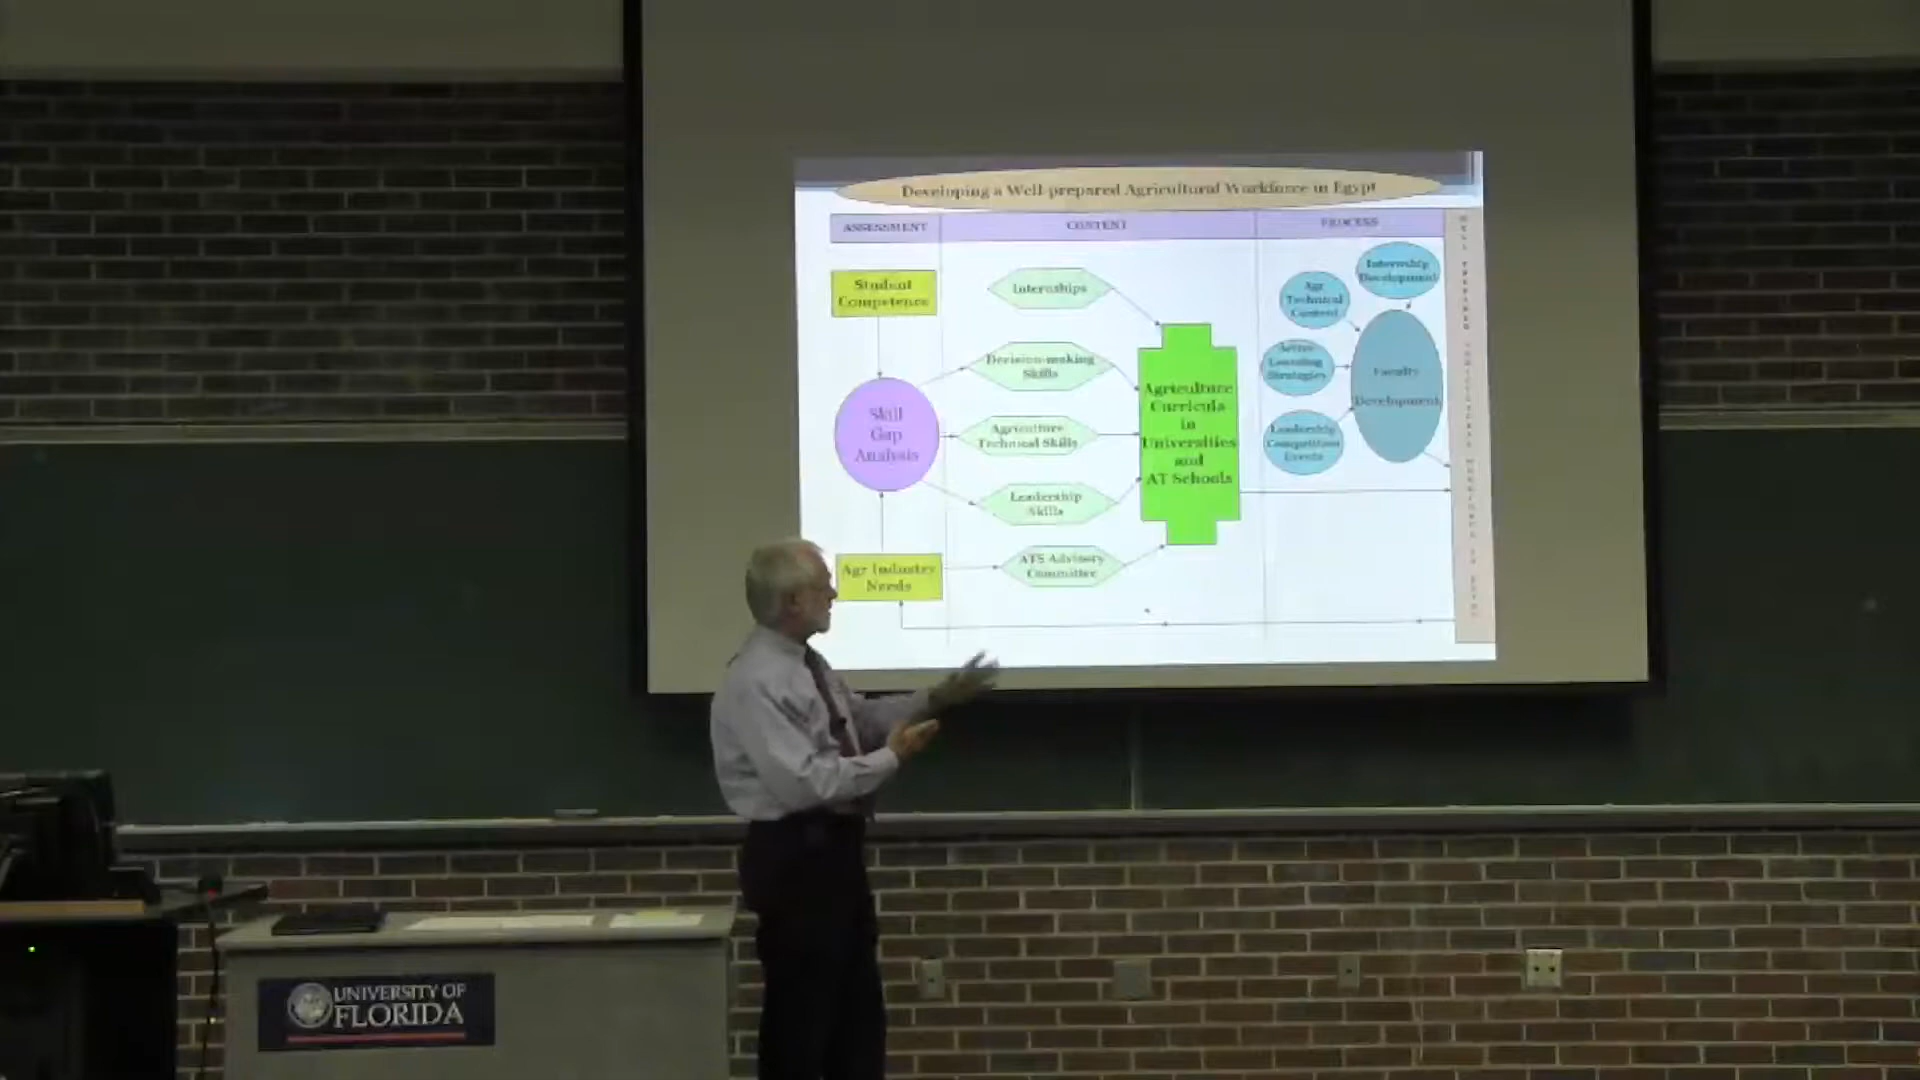 Developing a Well-prepared Agricultural Workforce in Egypt
ASSESSMENT
CONTENT
PROCESS
Student
Competence
Skill
Gap
Analysis
Agr Industry
Needs
Internships
Decision-making
Skills
Agriculture
Technical Skills
Leadership
Skills
ATS Advisory
Committee
Agriculture
Curricula
in
Universities
and
AT Schools
Internship
Development
Agr
Technical
Content
Active
Learning
Strategies
Leadership
Competition
Events
Faculty
Development
UNIVERSITY OF
FLORIDA